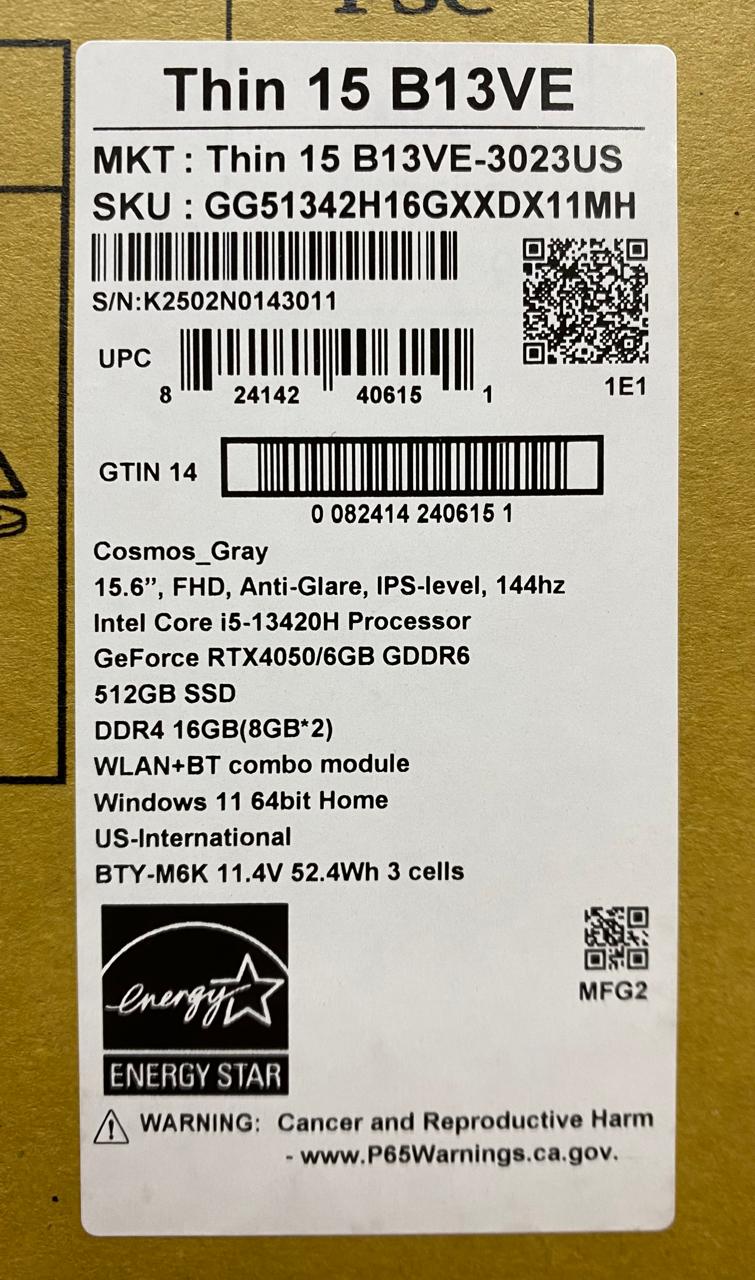 Thin 15 B13VE
MKT : Thin 15 B13VE-3023US
SKU : GG51342H16GXXDX11MH
S/N:K2502N0143011
UPC
8 24142 40615 1
1E1
GTIN 14
0 082414 240615 1
Cosmos_Gray
15.6”, FHD, Anti-Glare, IPS-level, 144hz
Intel Core i5-13420H Processor
GeForce RTX4050/6GB GDDR6
512GB SSD
DDR4 16GB(8GB*2)
WLAN+BT combo module
Windows 11 64bit Home
US-International
BTY-M6K 11.4V 52.4Wh 3 cells
energy
ENERGY STAR
MFG2
WARNING: Cancer and Reproductive Harm
- www.P65Warnings.ca.gov.